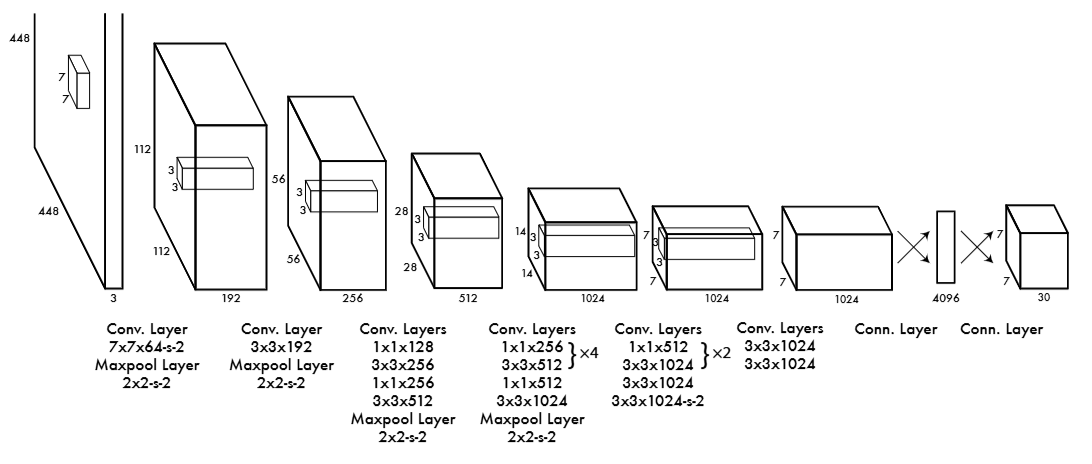 448
7
7
448
3
112
3
3
112
192
56
3
3
56
256
28
3
3
28
512
14
3
3
14
1024
7
3
3
7
1024
7
7
1024
4096
7
7
30
Conv. Layer
7x7x64-s-2
Maxpool Layer
2x2-s-2
Conv. Layer
3x3x192
Maxpool Layer
2x2-s-2
Conv. Layers
1x1x128
3x3x256
1x1x256
3x3x512
Maxpool Layer
2x2-s-2
Conv. Layers
1x1x256
3x3x512
}×4
1x1x512
3x3x1024
Maxpool Layer
2x2-s-2
Conv. Layers
1x1x512
3x3x1024
}×2
3x3x1024
3x3x1024-s-2
Conv. Layers
3x3x1024
3x3x1024
Conn. Layer
Conn. Layer